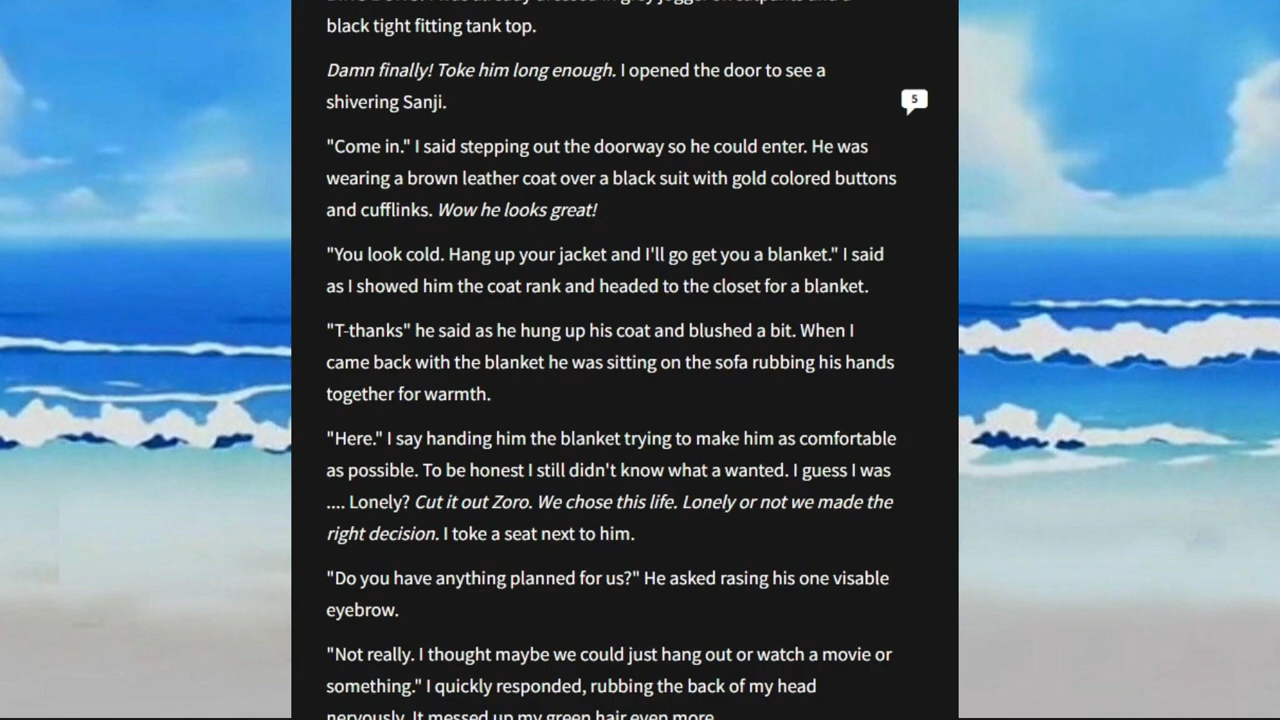 black tight fitting tank top.
Damn finally! Toke him long enough. I opened the door to see a
shivering Sanji.
5
"Come in." I said stepping out the doorway so he could enter. He was
wearing a brown leather coat over a black suit with gold colored buttons
and cufflinks. Wow he looks great!
"You look cold. Hang up your jacket and I'll go get you a blanket." I said
as I showed him the coat rank and headed to the closet for a blanket.
"T-thanks" he said as he hung up his coat and blushed a bit. When I
came back with the blanket he was sitting on the sofa rubbing his hands
together for warmth.
"Here." I say handing him the blanket trying to make him as comfortable
as possible. To be honest I still didn't know what a wanted. I guess I was
.... Lonely? Cut it out Zoro. We chose this life. Lonely or not we made the
right decision. I toke a seat next to him.
"Do you have anything planned for us?" He asked rasing his one visable
eyebrow.
"Not really. I thought maybe we could just hang out or watch a movie or
something." I quickly responded, rubbing the back of my head
nervously. It messed up my green hair even more.